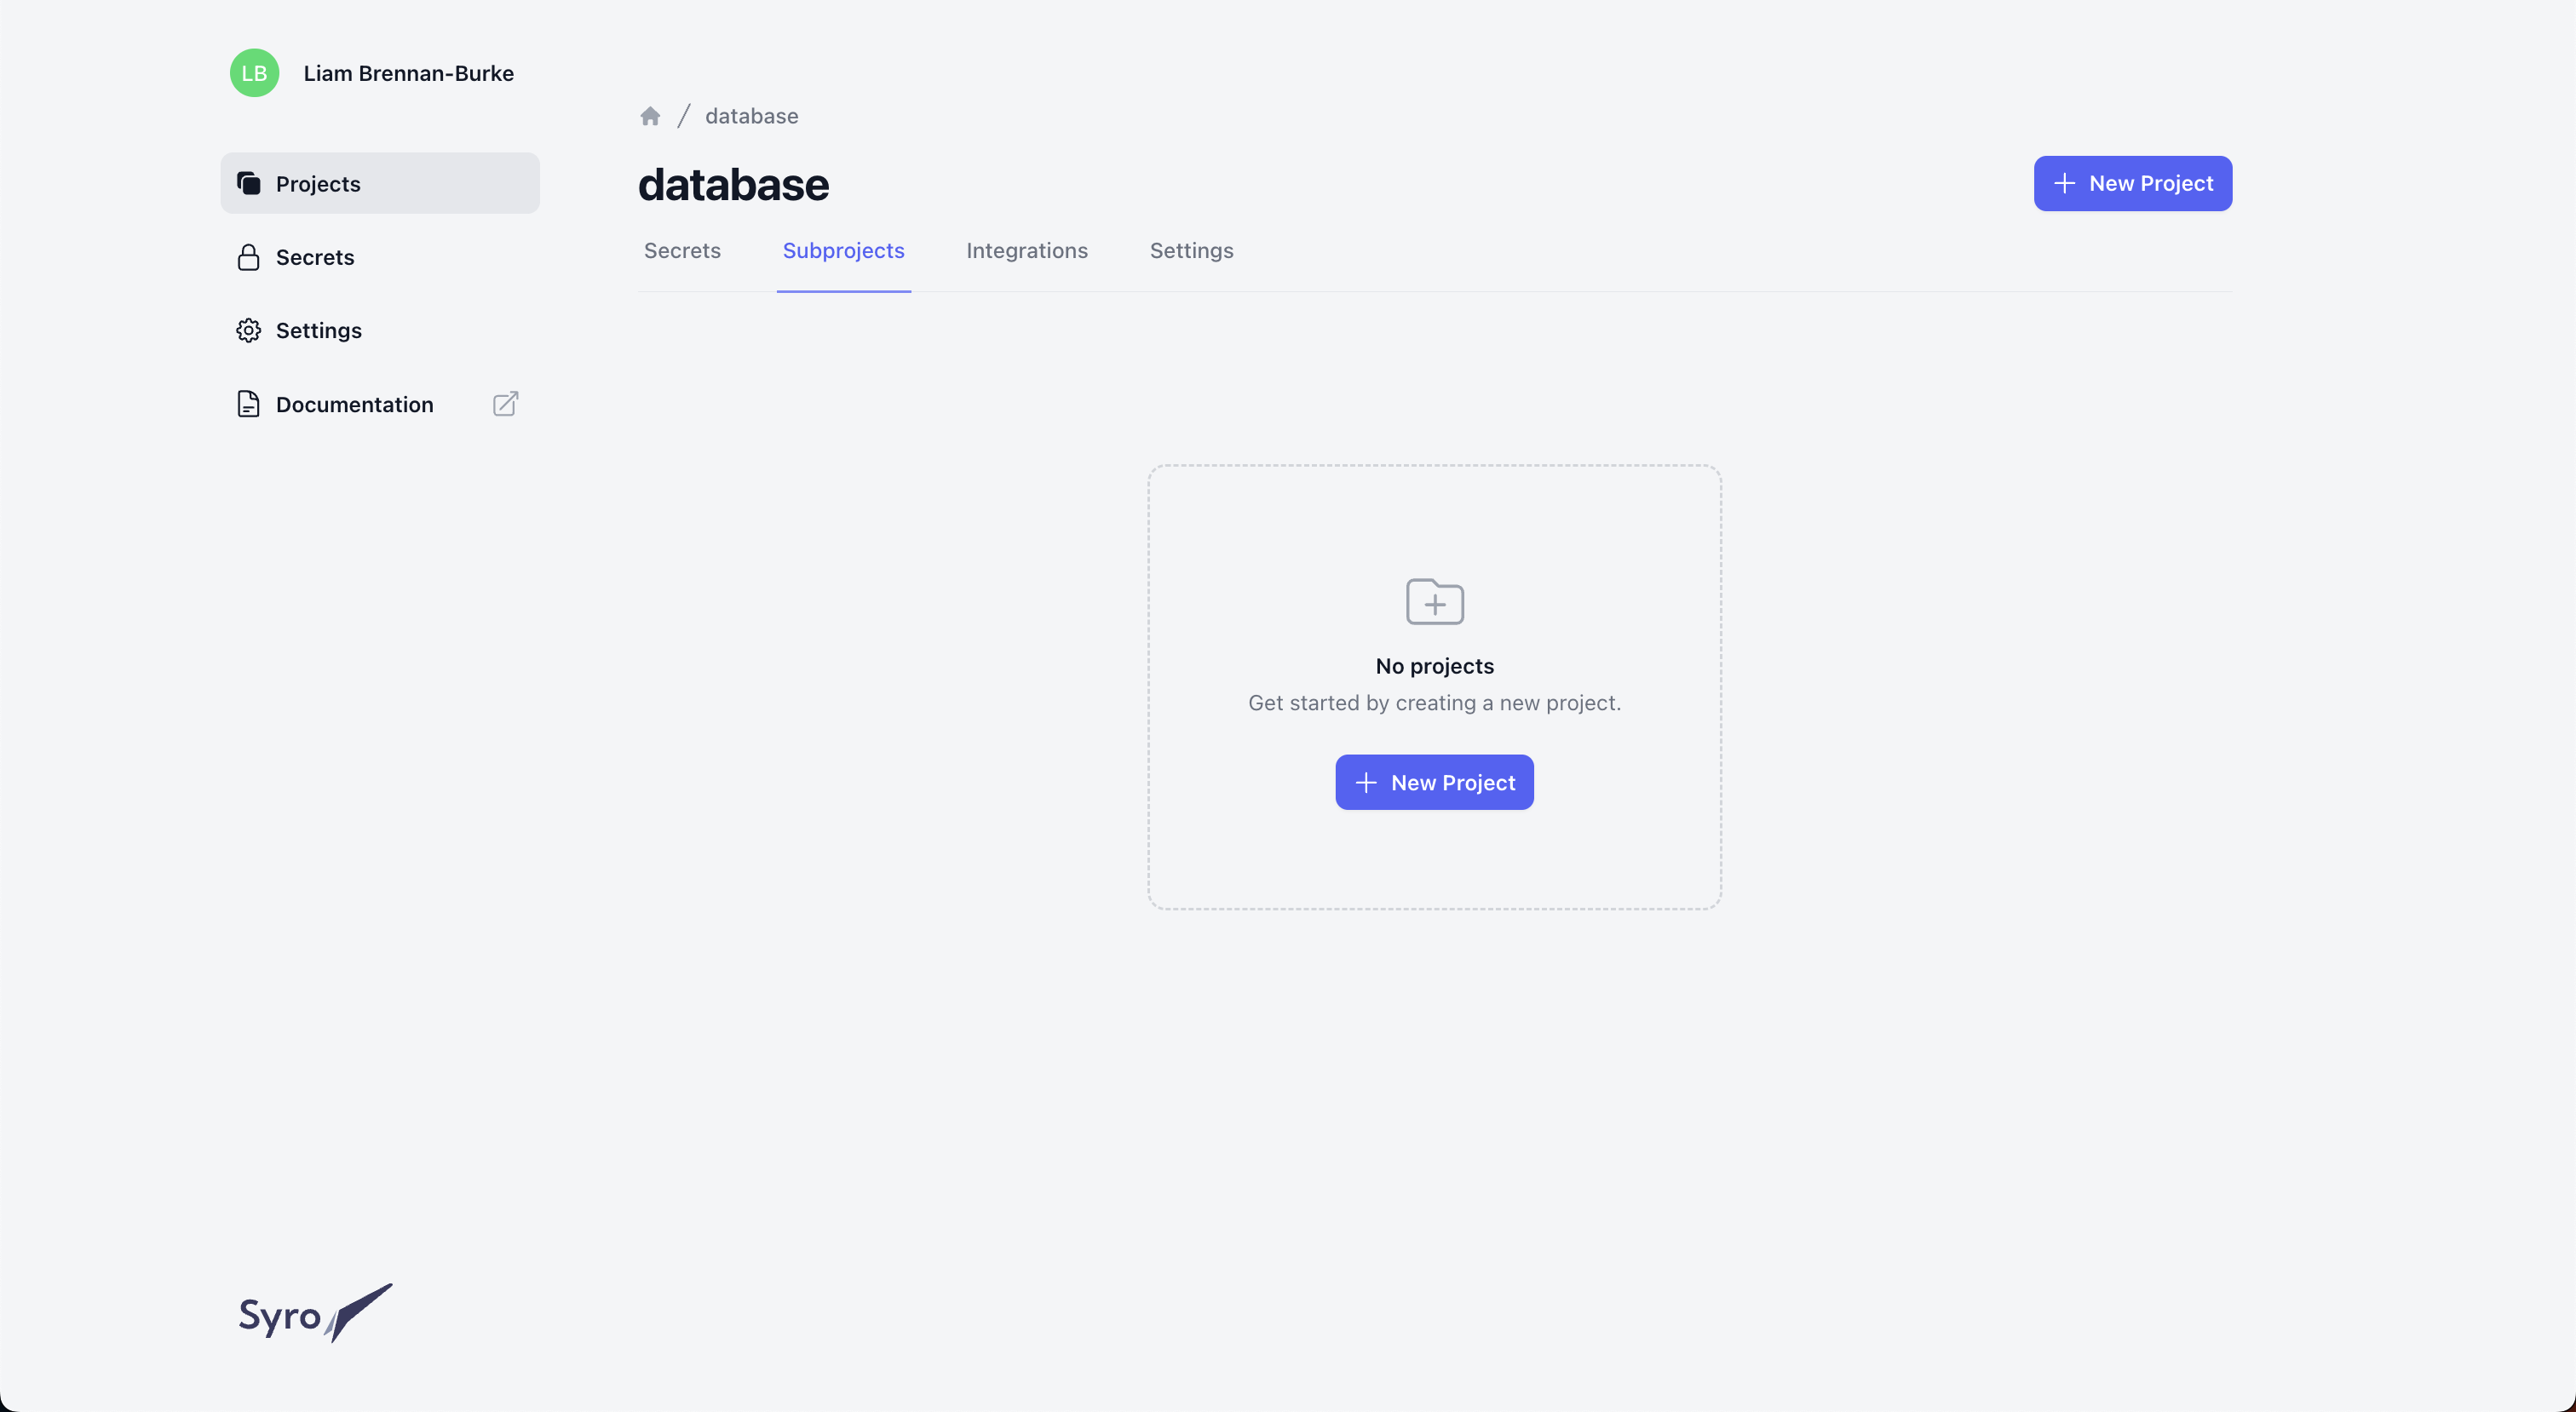 LB Liam Brennan-Burke
Projects
Secrets
Settings
Documentation
Syro
/ database
database
New Project
Secrets Subprojects Integrations Settings
No projects
Get started by creating a new project.
New Project